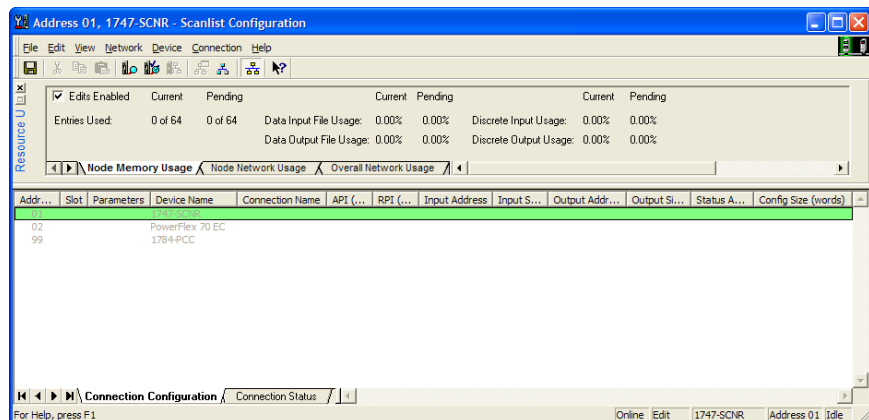 Address 01, 1747-SCNR - Scanlist Configuration
File Edit View Network Device Connection Help
Resource U
Edits Enabled Current Pending Current Pending Current Pending
Entries Used: 0 of 64 0 of 64 Data Input File Usage: 0.00% 0.00% Discrete Input Usage: 0.00% 0.00%
Data Output File Usage: 0.00% 0.00% Discrete Output Usage: 0.00% 0.00%
Node Memory Usage Node Network Usage Overall Network Usage
Addr... Slot Parameters Device Name Connection Name API (... RPI (... Input Address Input S... Output Addr... Output Si... Status A... Config Size (words)
01 1747-SCNR
02 PowerFlex 70 EC
99 1784-PCC
Connection Configuration Connection Status
For Help, press F1 Online Edit 1747-SCNR Address 01 Idle